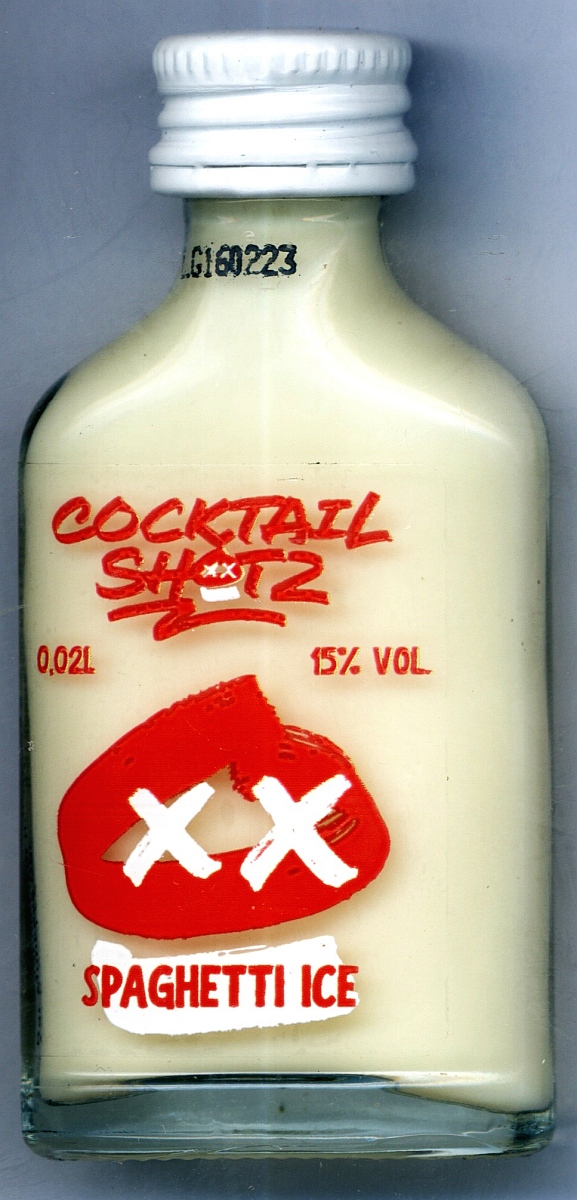 LG160223
COCKTAIL
SHOTZ
0,02L 15% VOL.
XX
SPAGHETTI ICE